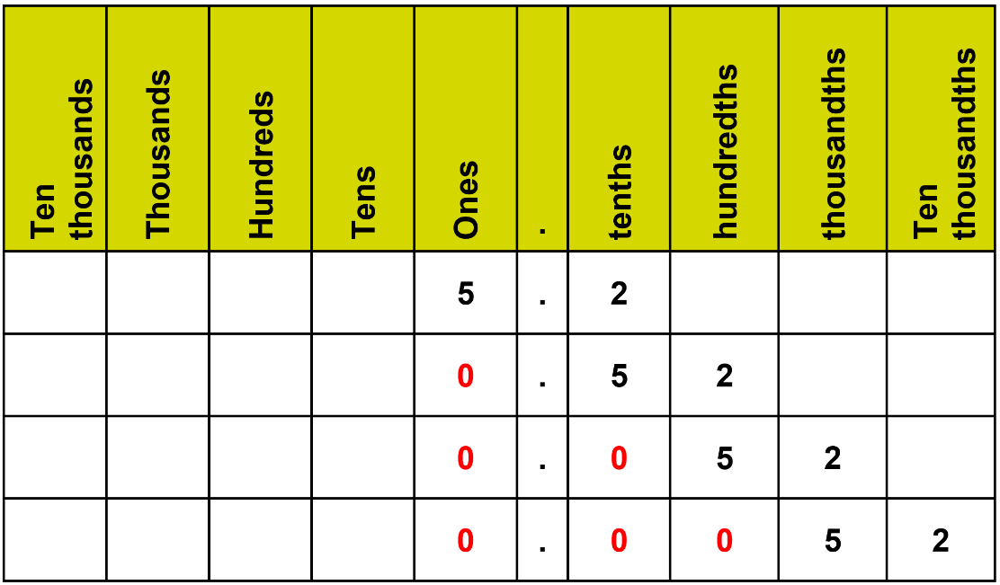 Ten thousands Thousands Hundreds Tens Ones . tenths hundredths thousandths Ten thousandths
5 . 2
0 . 5 2
0 . 0 5 2
0 . 0 0 5 2